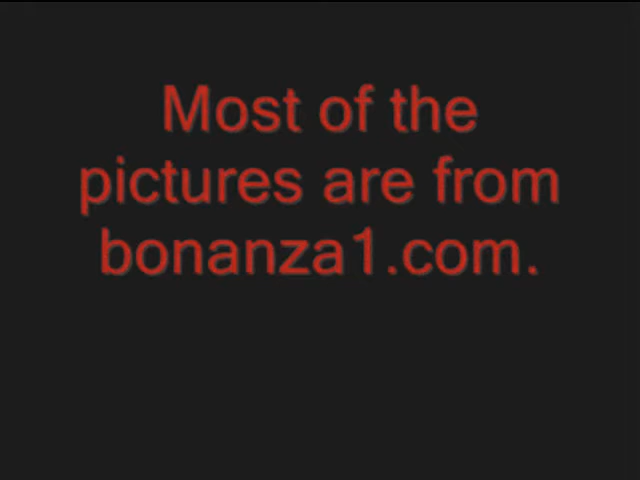 Most of the
pictures are from
bonanza1.com.